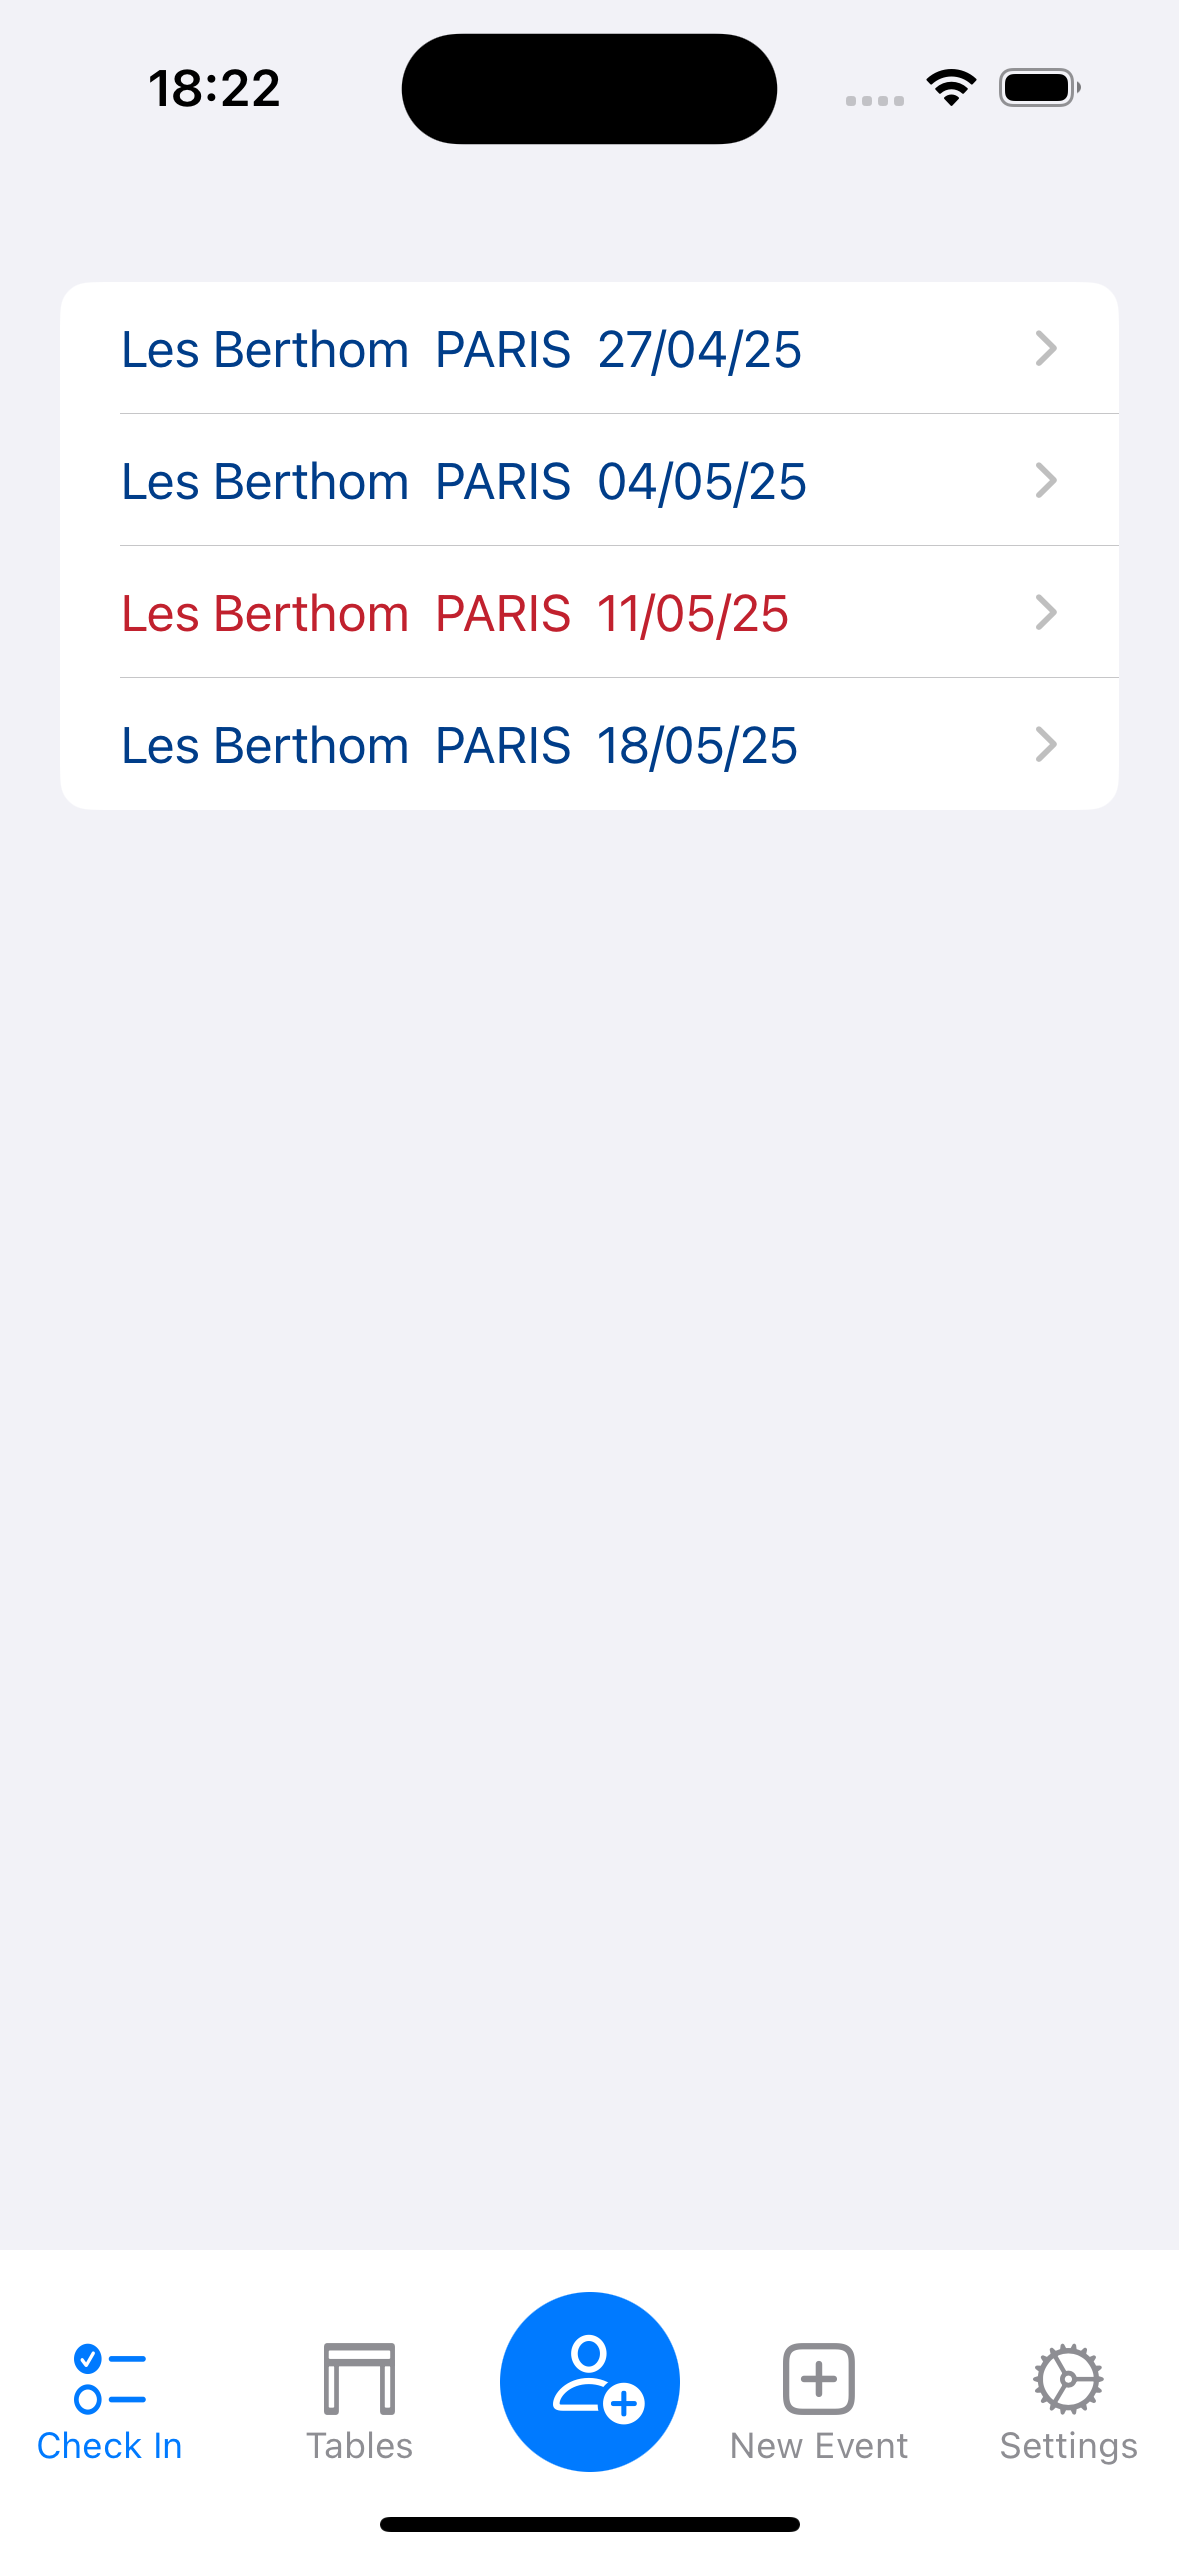 18:22
Les Berthom PARIS 27/04/25
Les Berthom PARIS 04/05/25
Les Berthom PARIS 11/05/25
Les Berthom PARIS 18/05/25
Check In
Tables
New Event
Settings